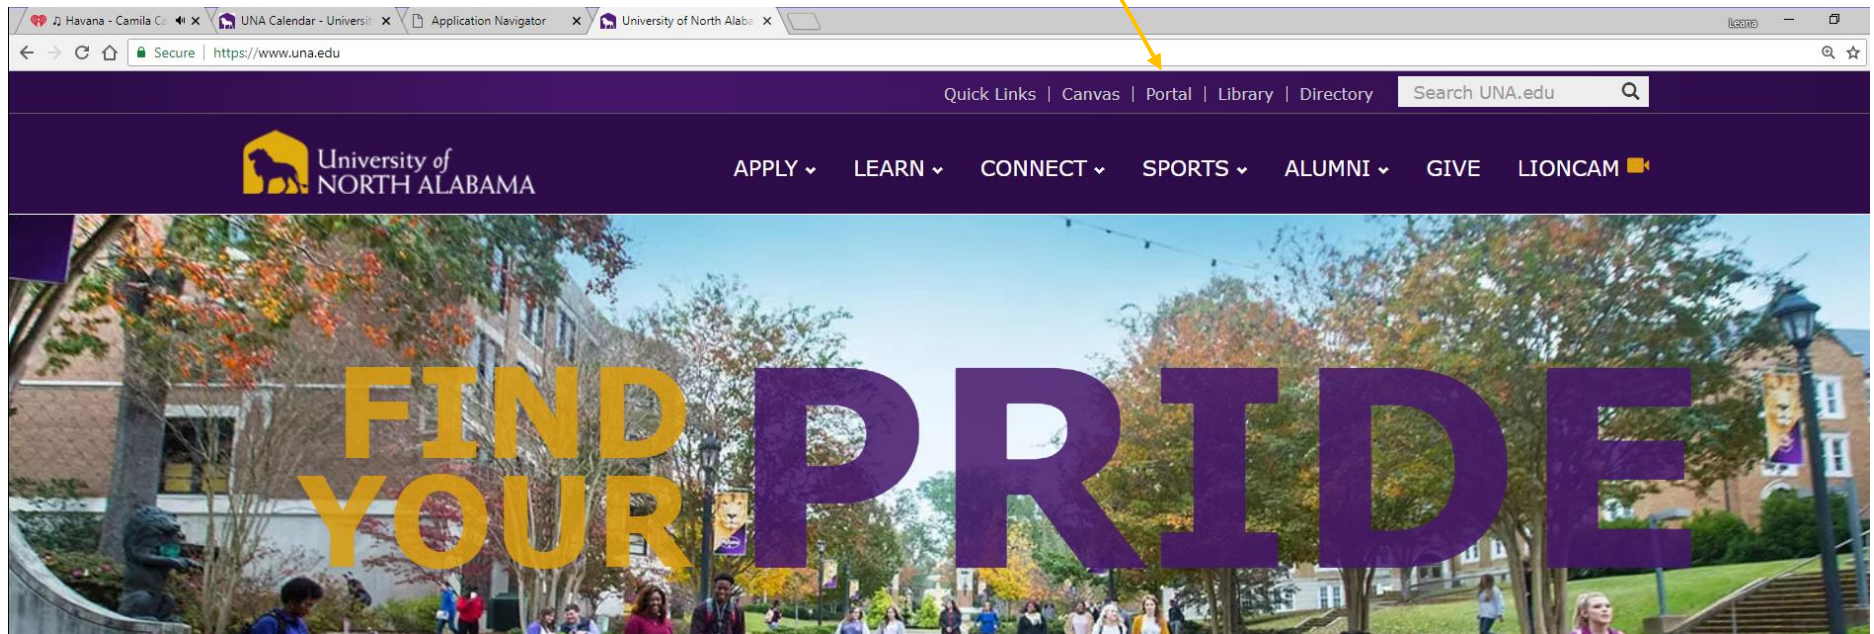 Havana - Camila C
UNA Calendar - Universit
Application Navigator
University of North Alaba
Leana
Secure | https://www.una.edu
Quick Links | Canvas | Portal | Library | Directory
Search UNA.edu
University of
NORTH ALABAMA
APPLY LEARN CONNECT SPORTS ALUMNI GIVE LIONCAM
FIND
YOUR
PRIDE